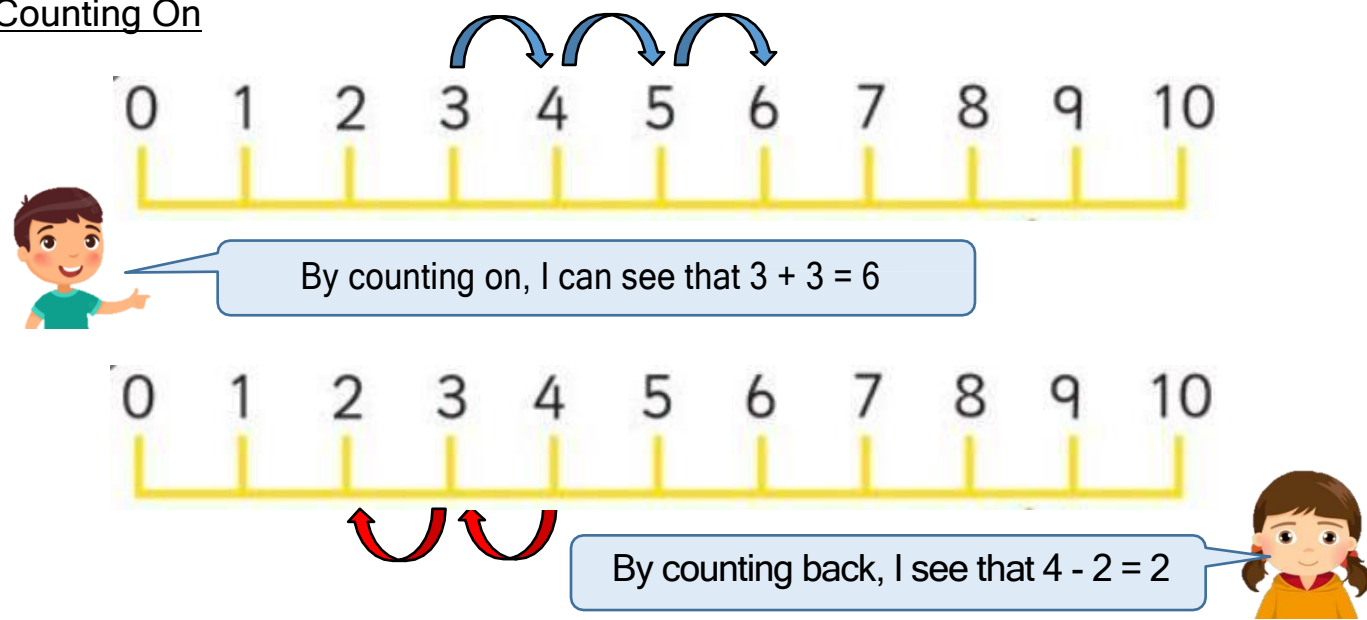 Counting On
0 1 2 3 4 5 6 7 8 9 10
By counting on, I can see that 3 + 3 = 6
0 1 2 3 4 5 6 7 8 9 10
By counting back, I see that 4 - 2 = 2